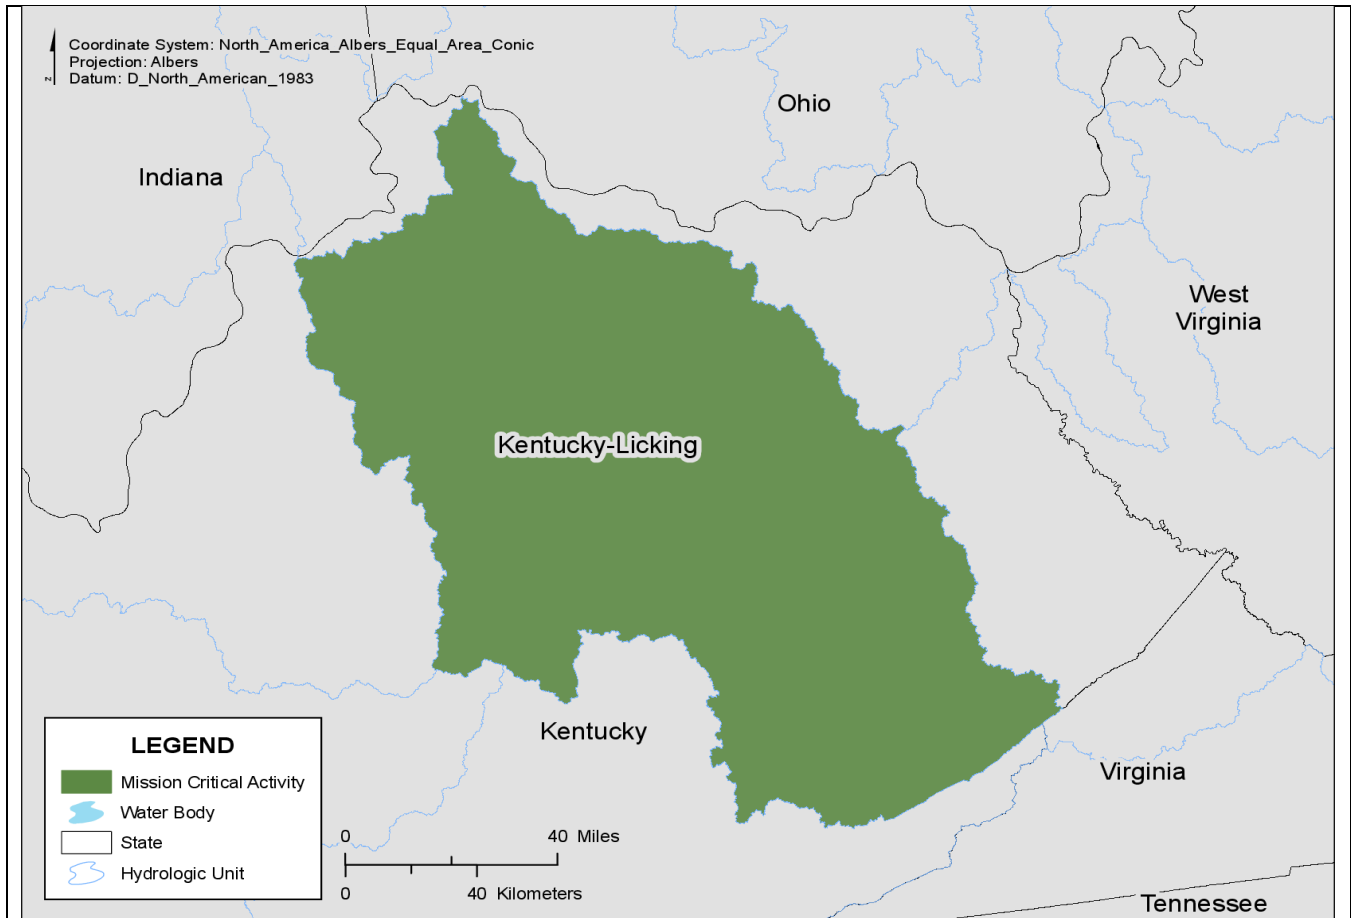 Coordinate System: North_America_Albers_Equal_Area_Conic
Projection: Albers
Datum: D_North_American_1983
N
Ohio
Indiana
West
Virginia
Kentucky-Licking
Kentucky
Virginia
Tennessee
LEGEND
Mission Critical Activity
Water Body
State
Hydrologic Unit
0 40 Miles
0 40 Kilometers